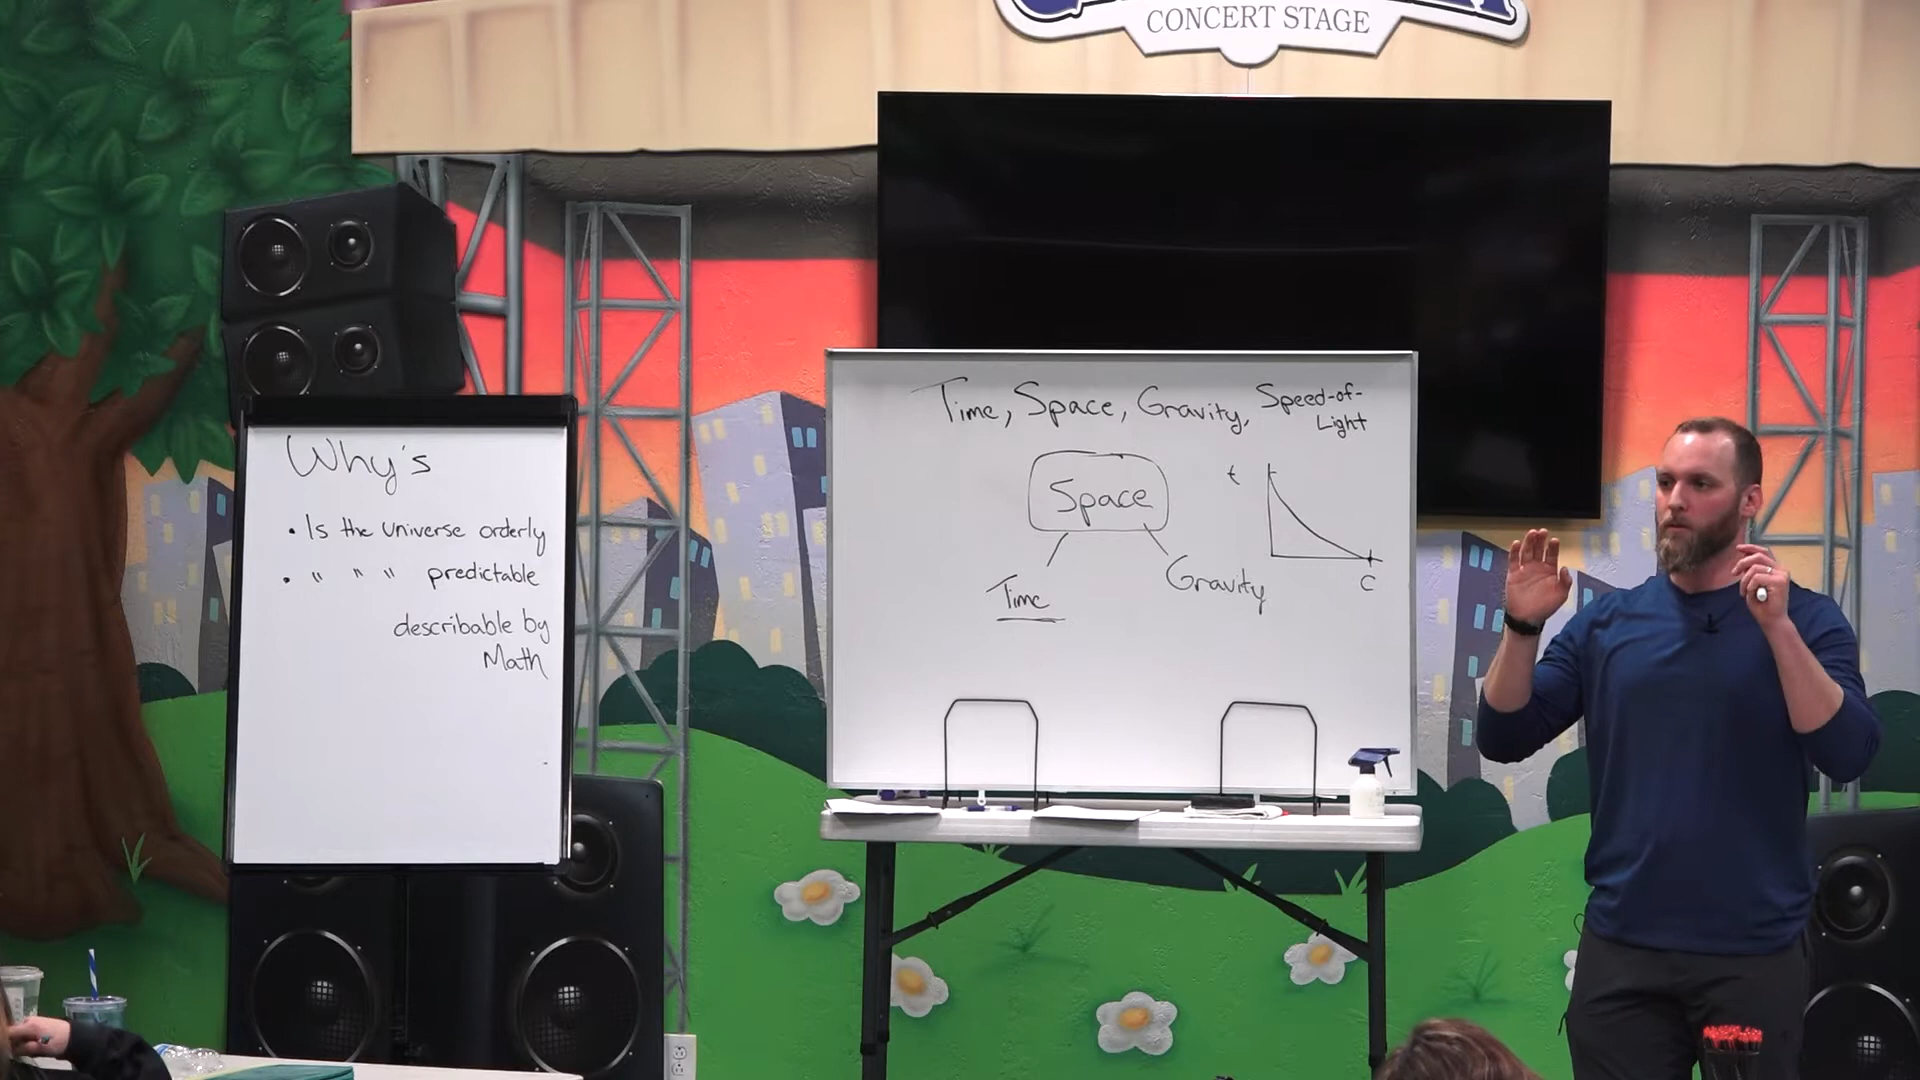 CONCERT STAGE
Why's
• Is the universe orderly
• " " " predictable
describable by
Math
Time, Space, Gravity, Speed-of-
Light
Space
Time
Gravity
t
C